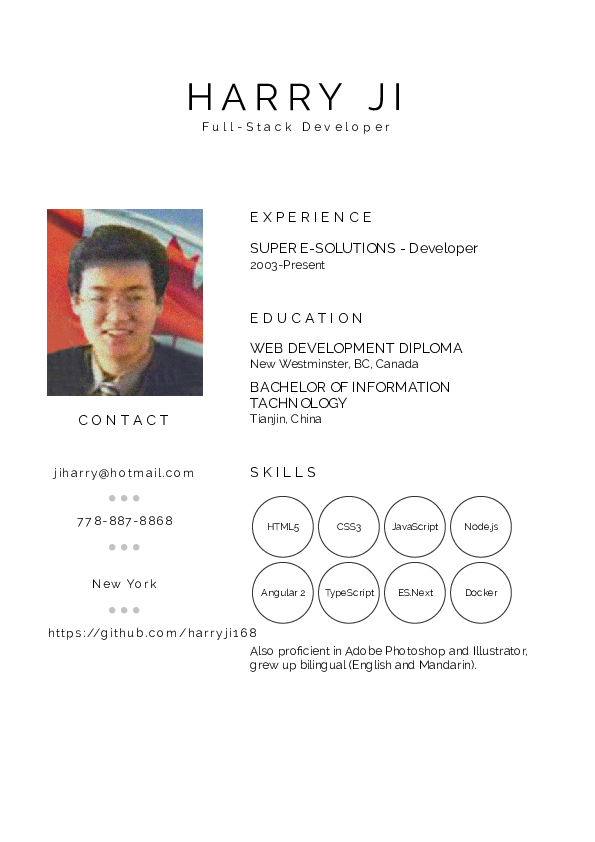 HARRY JI
Full-Stack Developer
CONTACT
jiharry@hotmail.com
778-887-8868
New York
https://github.com/harryji168
EXPERIENCE
SUPER E-SOLUTIONS - Developer
2003-Present
EDUCATION
WEB DEVELOPMENT DIPLOMA
New Westminster, BC, Canada
BACHELOR OF INFORMATION
TACHNOLOGY
Tianjin, China
SKILLS
HTML5 CSS3 JavaScript Node.js
Angular 2 TypeScript ES.Next Docker
Also proficient in Adobe Photoshop and Illustrator,
grew up bilingual (English and Mandarin).